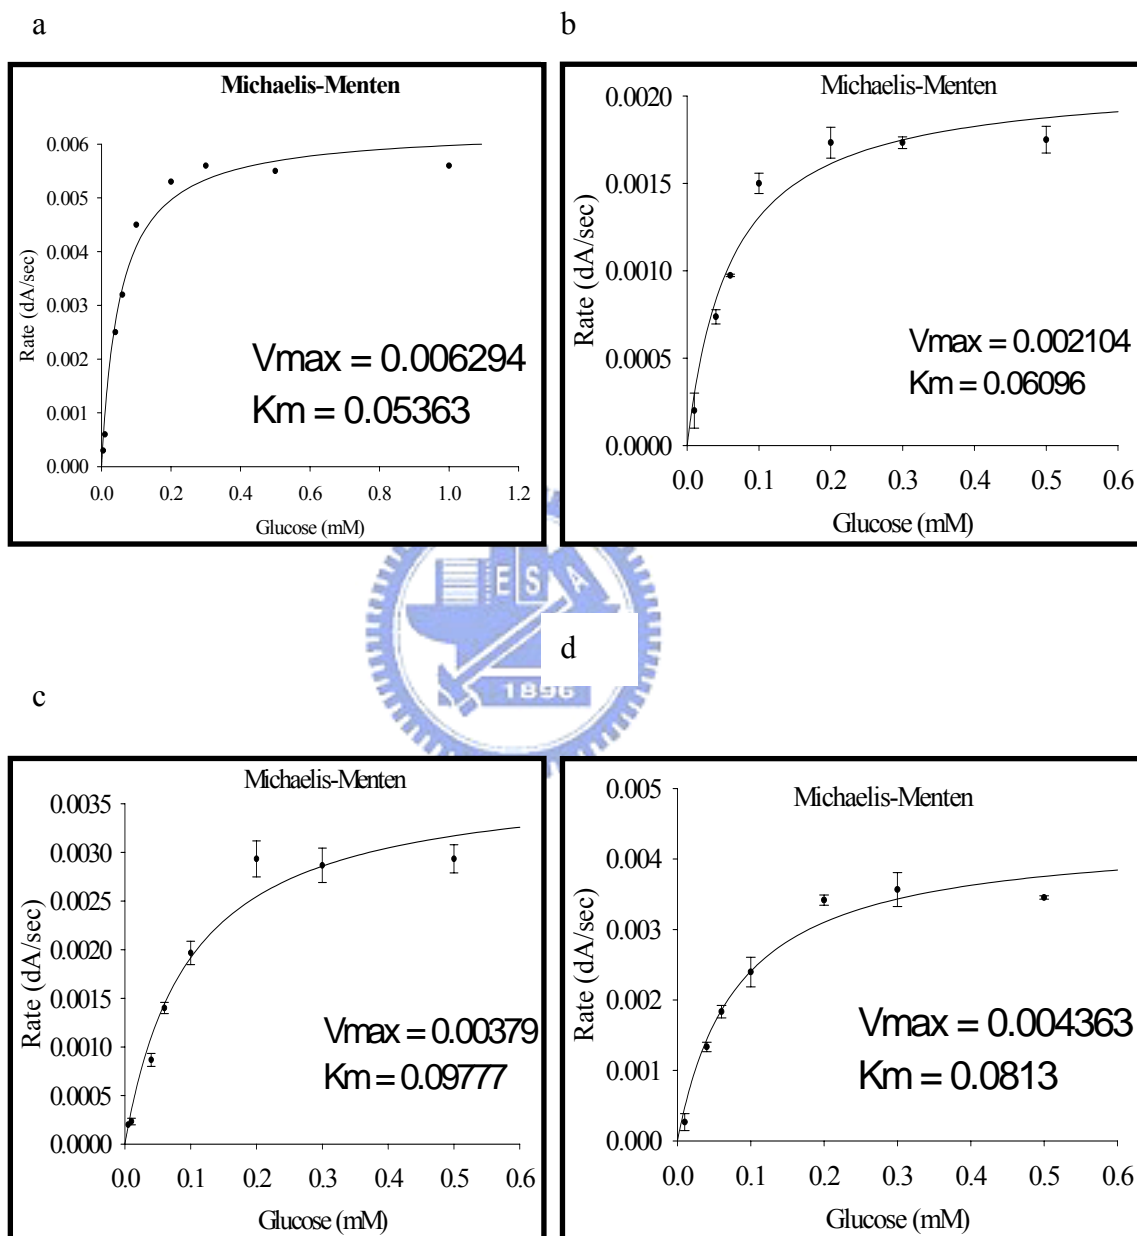 a
b
Michaelis-Menten
0.006
0.005
0.004
0.003
0.002
0.001
0.000
Rate (dA/sec)
Vmax = 0.006294
Km = 0.05363
0.0 0.2 0.4 0.6 0.8 1.0 1.2
Glucose (mM)
Michaelis-Menten
0.0020
0.0015
0.0010
0.0005
0.0000
Rate (dA/sec)
Vmax = 0.002104
Km = 0.06096
0.0 0.1 0.2 0.3 0.4 0.5 0.6
Glucose (mM)
E S A
1896
d
c
Michaelis-Menten
0.0035
0.0030
0.0025
0.0020
0.0015
0.0010
0.0005
0.0000
Rate (dA/sec)
Vmax = 0.00379
Km = 0.09777
0.0 0.1 0.2 0.3 0.4 0.5 0.6
Glucose (mM)
Michaelis-Menten
0.005
0.004
0.003
0.002
0.001
0.000
Rate (dA/sec)
Vmax = 0.004363
Km = 0.0813
0.0 0.1 0.2 0.3 0.4 0.5 0.6
Glucose (mM)